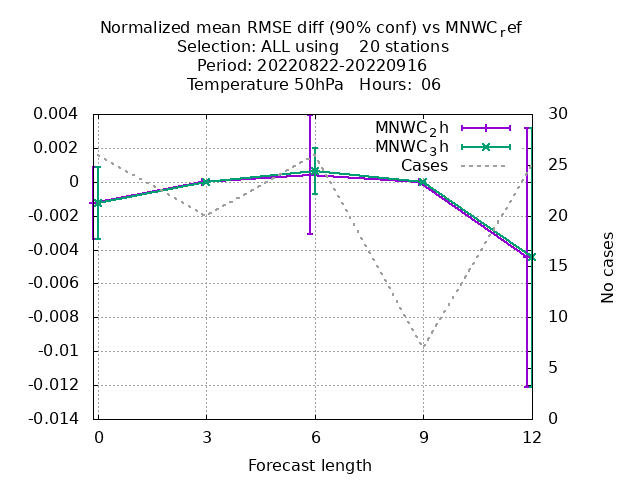 Normalized mean RMSE diff (90% conf) vs MNWC_ref
Selection: ALL using    20 stations
Period: 20220822-20220916
Temperature 50hPa   Hours:  06
MNWC_2h
MNWC_3h
Cases
0.004
0.002
0
-0.002
-0.004
-0.006
-0.008
-0.01
-0.012
-0.014
30
25
20
15
10
5
0
No cases
0 3 6 9 12
Forecast length